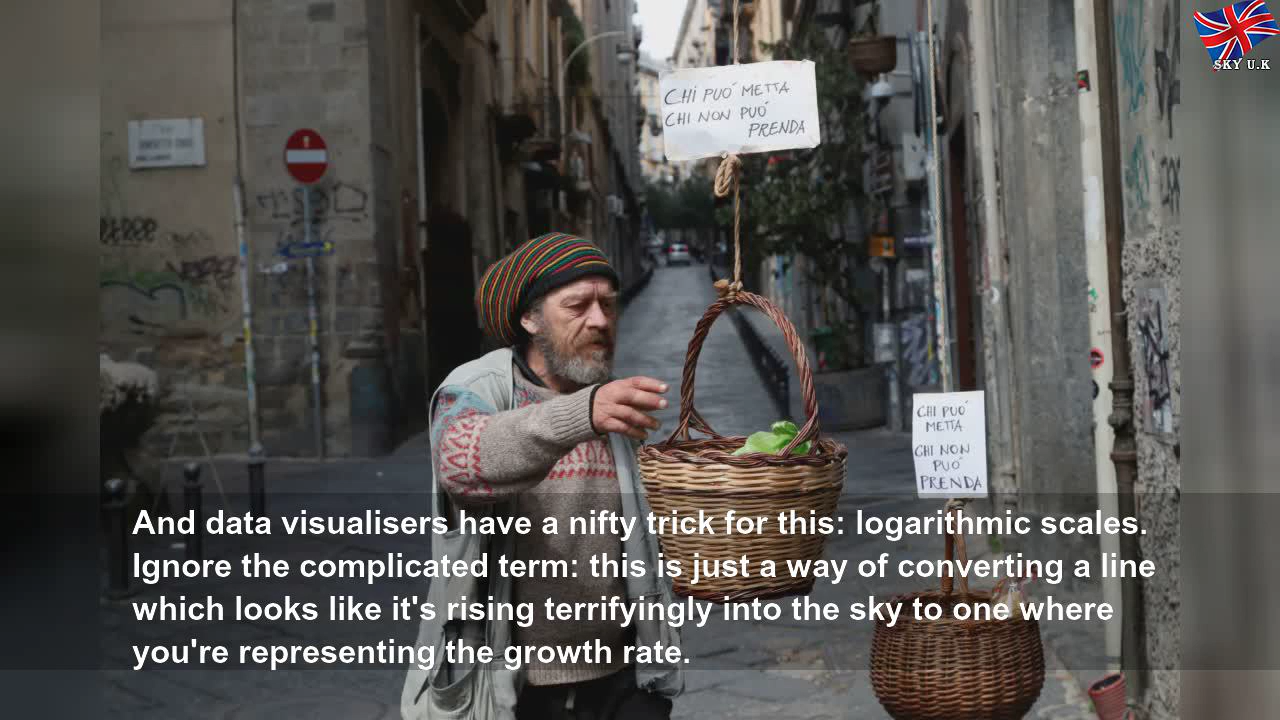 SKY U.K
CHI PUO' METTA
CHI NON PUO'
PRENDA
CHI PUO'
METTA
CHI NON
PUO'
PRENDA
And data visualisers have a nifty trick for this: logarithmic scales.
Ignore the complicated term: this is just a way of converting a line
which looks like it's rising terrifyingly into the sky to one where
you're representing the growth rate.